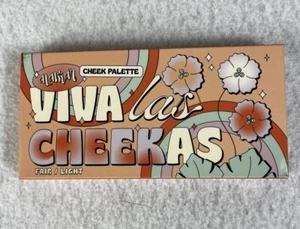 CHEEK PALETTE
VIVA las
CHEEKAS
FAIR / LIGHT